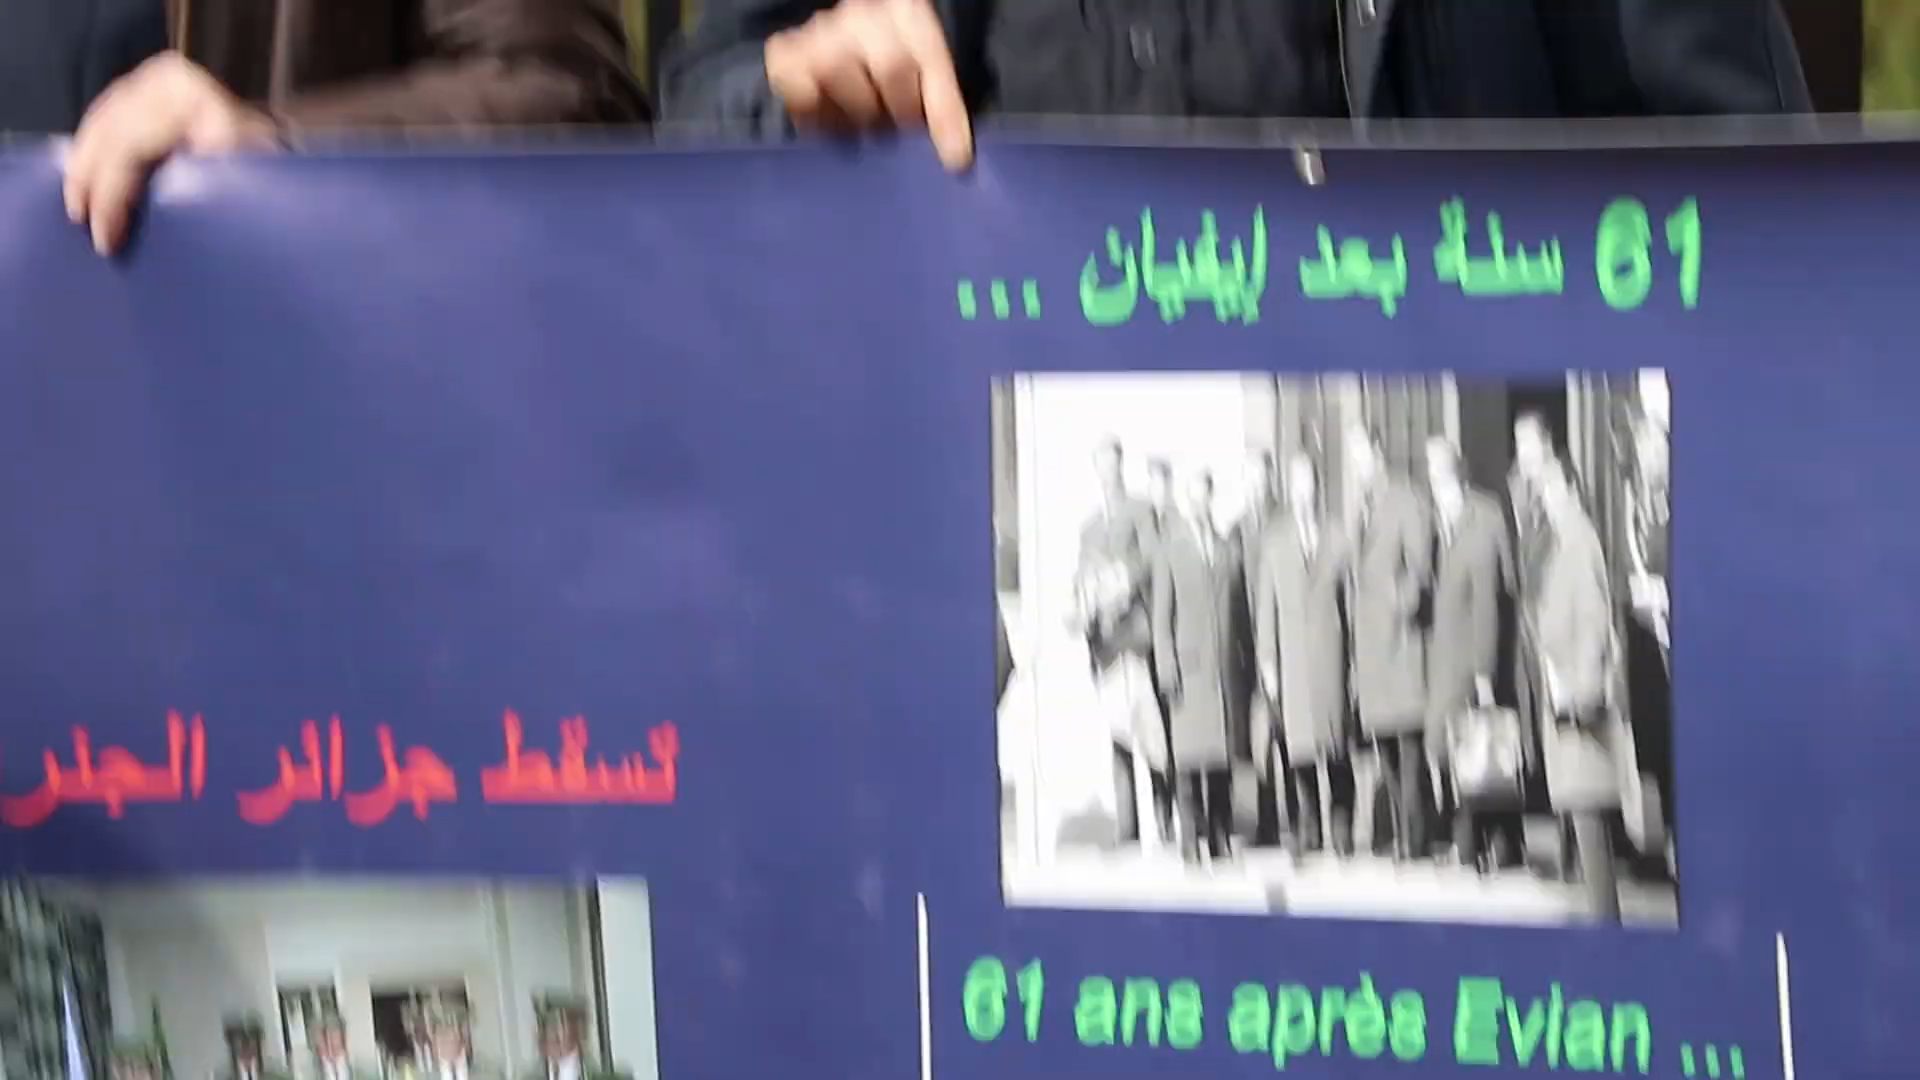 61 سنة بعد إيفيان ...
تسقط جزائر الجنر
61 ans après Evian ...